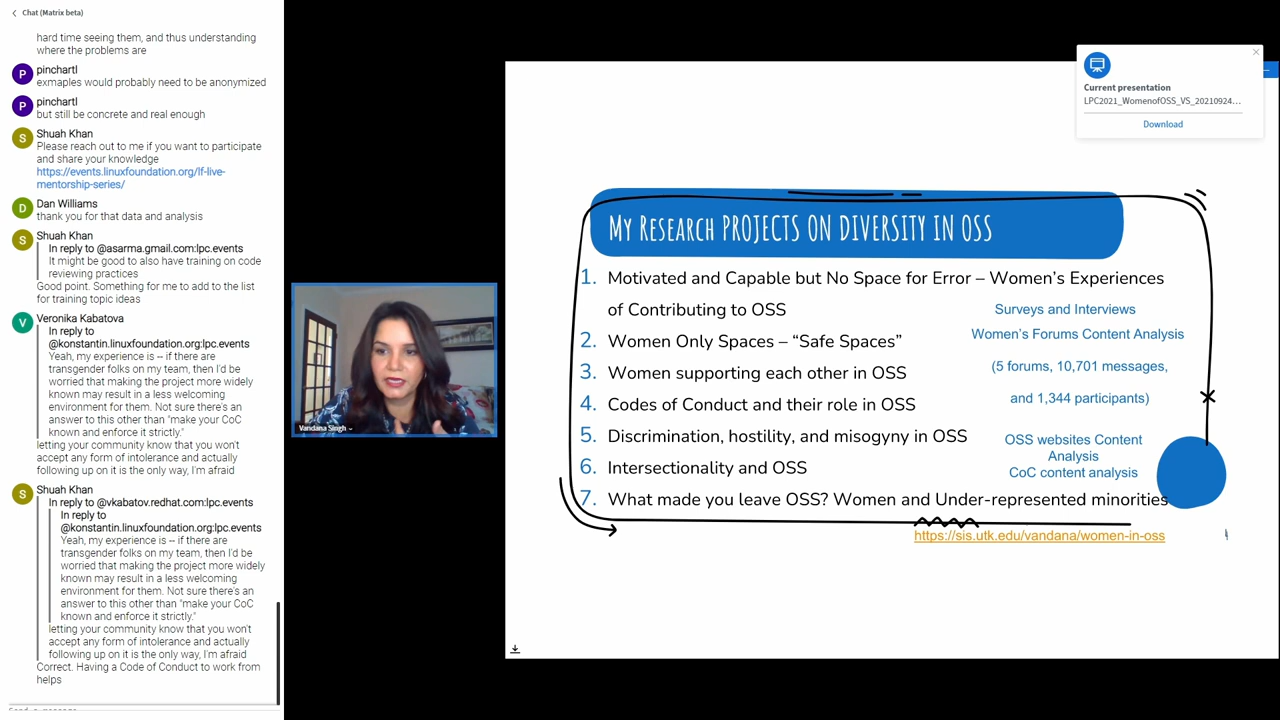 Chat (Matrix beta)
hard time seeing them, and thus understanding
where the problems are
P
pinchartl
exmaples would probably need to be anonymized
P
pinchartl
but still be concrete and real enough
S
Shuah Khan
Please reach out to me if you want to participate
and share your knowledge
https://events.linuxfoundation.org/lf-live-
mentorship-series/
D
Dan Williams
thank you for that data and analysis
S
Shuah Khan
In reply to @asarma.gmail.com:lpc.events
It might be good to also have training on code
reviewing practices
Good point. Something for me to add to the list
for training topic ideas
V
Veronika Kabatova
In reply to
@konstantin.linuxfoundation.org:lpc.events
Yeah, my experience is -- if there are
transgender folks on my team, then I'd be
worried that making the project more widely
known may result in a less welcoming
environment for them. Not sure there's an
answer to this other than "make your CoC
known and enforce it strictly."
letting your community know that you won't
accept any form of intolerance and actually
following up on it is the only way, I'm afraid
S
Shuah Khan
In reply to @vkabatov.redhat.com:lpc.events
In reply to
@konstantin.linuxfoundation.org:lpc.events
Yeah, my experience is -- if there are
transgender folks on my team, then I'd be
worried that making the project more widely
known may result in a less welcoming
environment for them. Not sure there's an
answer to this other than "make your CoC
known and enforce it strictly."
letting your community know that you won't
accept any form of intolerance and actually
following up on it is the only way, I'm afraid
Correct. Having a Code of Conduct to work from
helps
Vandana Singh
Current presentation
LPC2021_WomenofOSS_VS_20210924...
Download
My Research PROJECTS ON DIVERSITY IN OSS
1. Motivated and Capable but No Space for Error – Women's Experiences
of Contributing to OSS
2. Women Only Spaces – "Safe Spaces"
3. Women supporting each other in OSS
4. Codes of Conduct and their role in OSS
5. Discrimination, hostility, and misogyny in OSS
6. Intersectionality and OSS
7. What made you leave OSS? Women and Under-represented minorities
Surveys and Interviews
Women's Forums Content Analysis
(5 forums, 10,701 messages,
and 1,344 participants)
OSS websites Content
Analysis
CoC content analysis
https://sis.utk.edu/vandana/women-in-oss